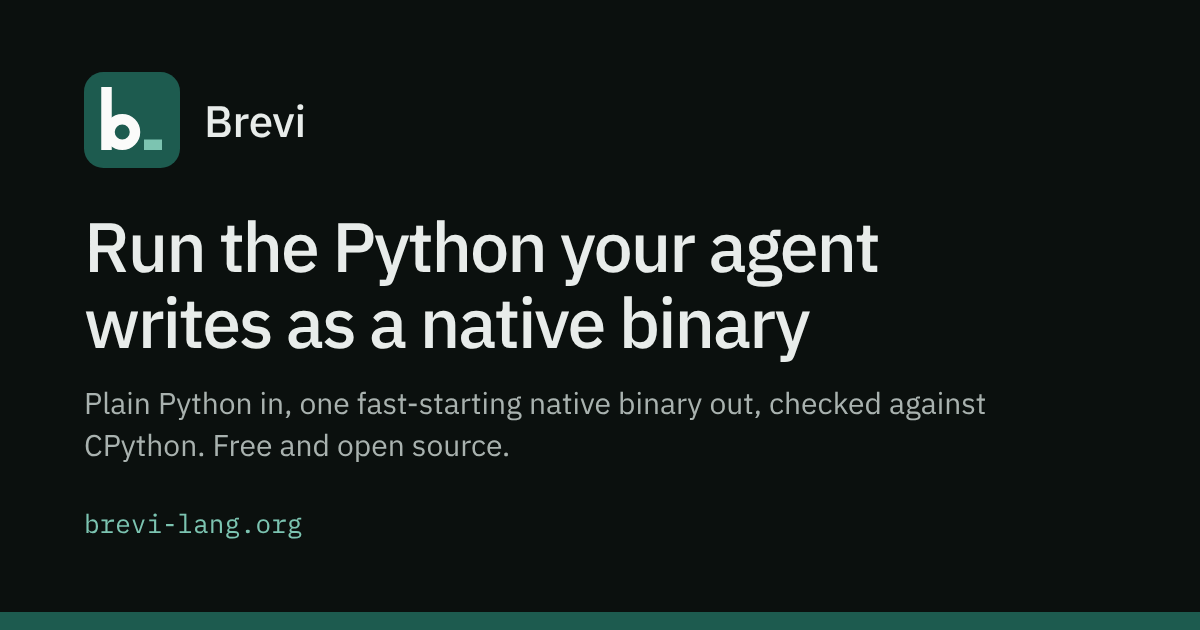 b_
Brevi
Run the Python your agent
writes as a native binary
Plain Python in, one fast-starting native binary out, checked against
CPython. Free and open source.
brevi-lang.org